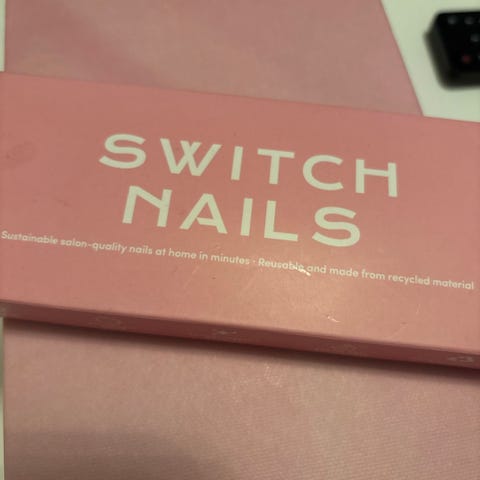 SWITCH
NAILS
Sustainable salon-quality nails at home in minutes · Reusable and made from recycled material